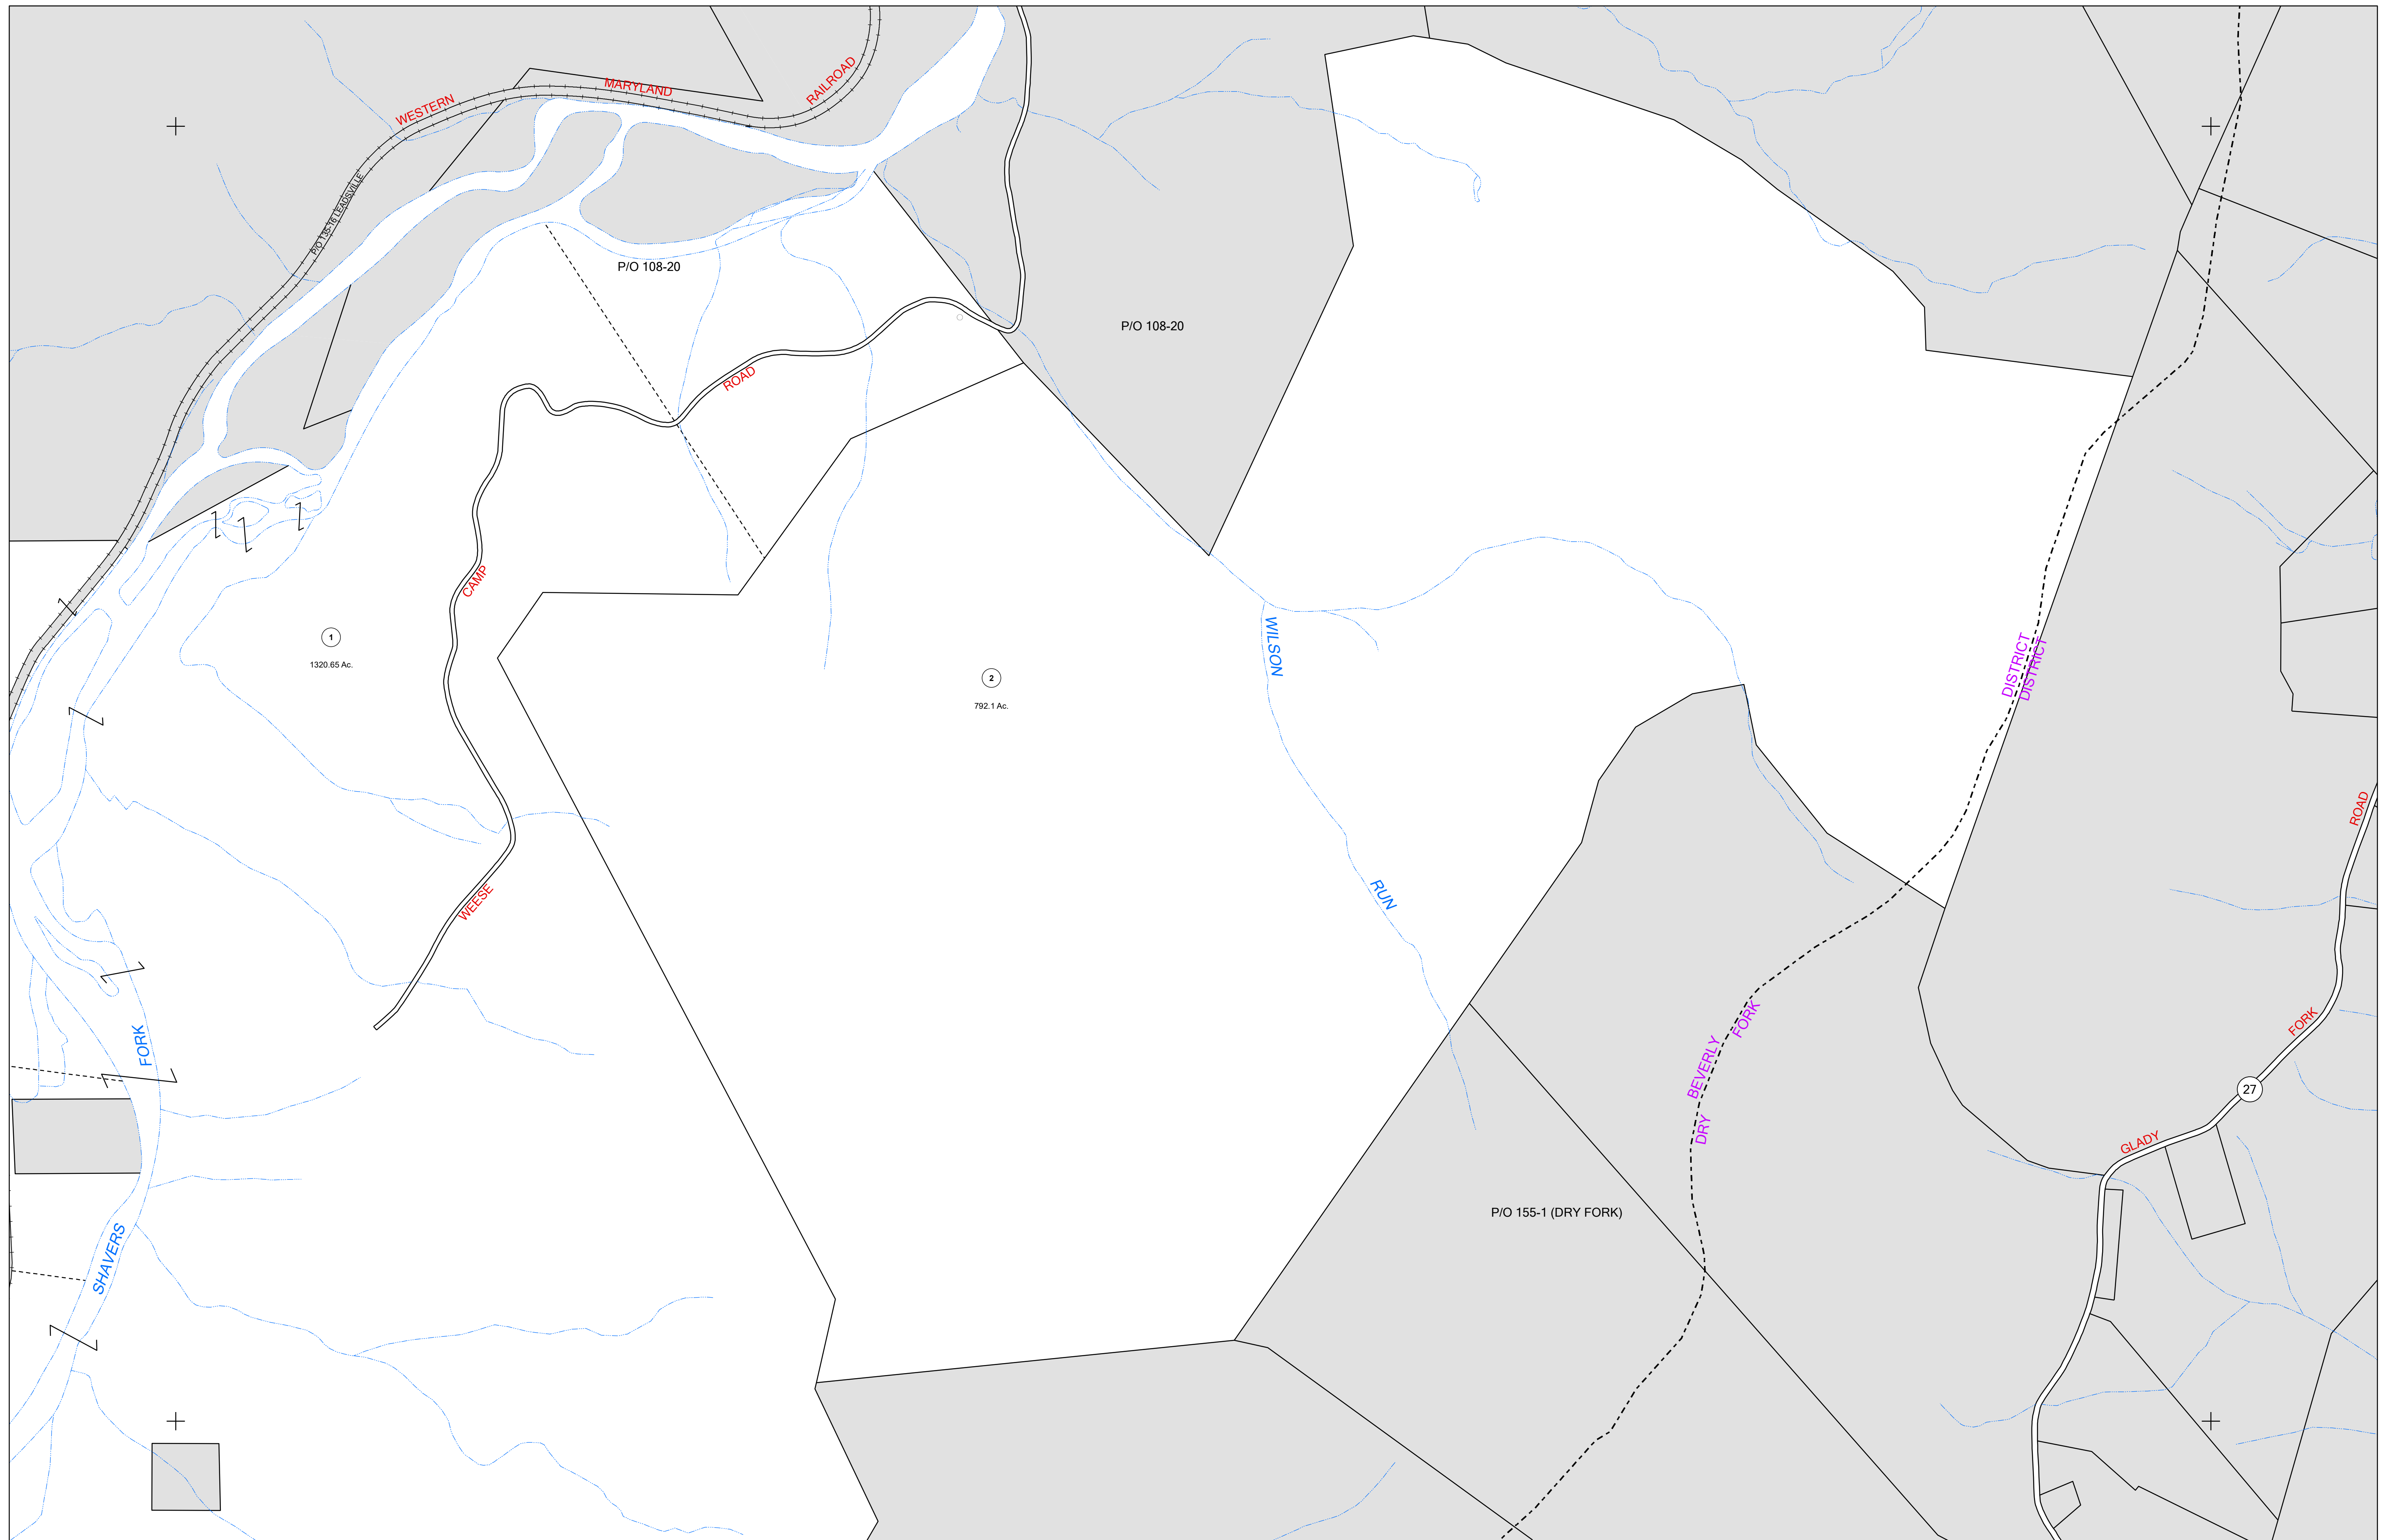 WESTERN
MARYLAND
RAILROAD
P/O 135-16 LEADSVILLE
P/O 108-20
P/O 108-20
ROAD
CAMP
WEESE
1
1320.65 Ac.
2
792.1 Ac.
WILSON
RUN
DISTRICT
DISTRICT
ROAD
FORK
27
GLADY
BEVERLY
DRY
FORK
FORK
SHAVERS
P/O 155-1 (DRY FORK)